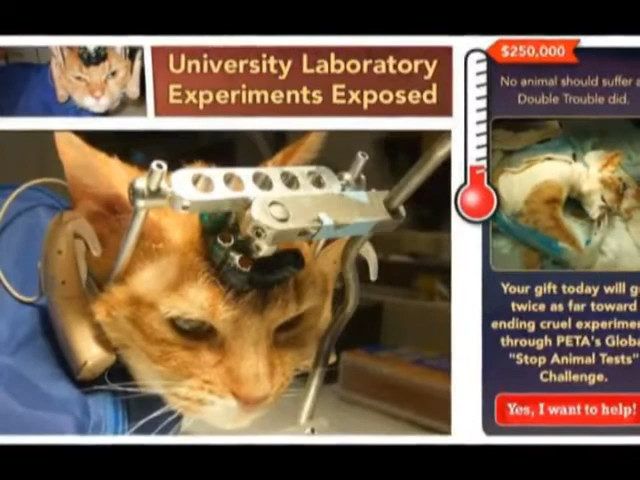 University Laboratory
Experiments Exposed
$250,000
No animal should suffer a
Double Trouble did.
Your gift today will g
twice as far toward
ending cruel experime
through PETA's Globa
"Stop Animal Tests"
Challenge.
Yes, I want to help!